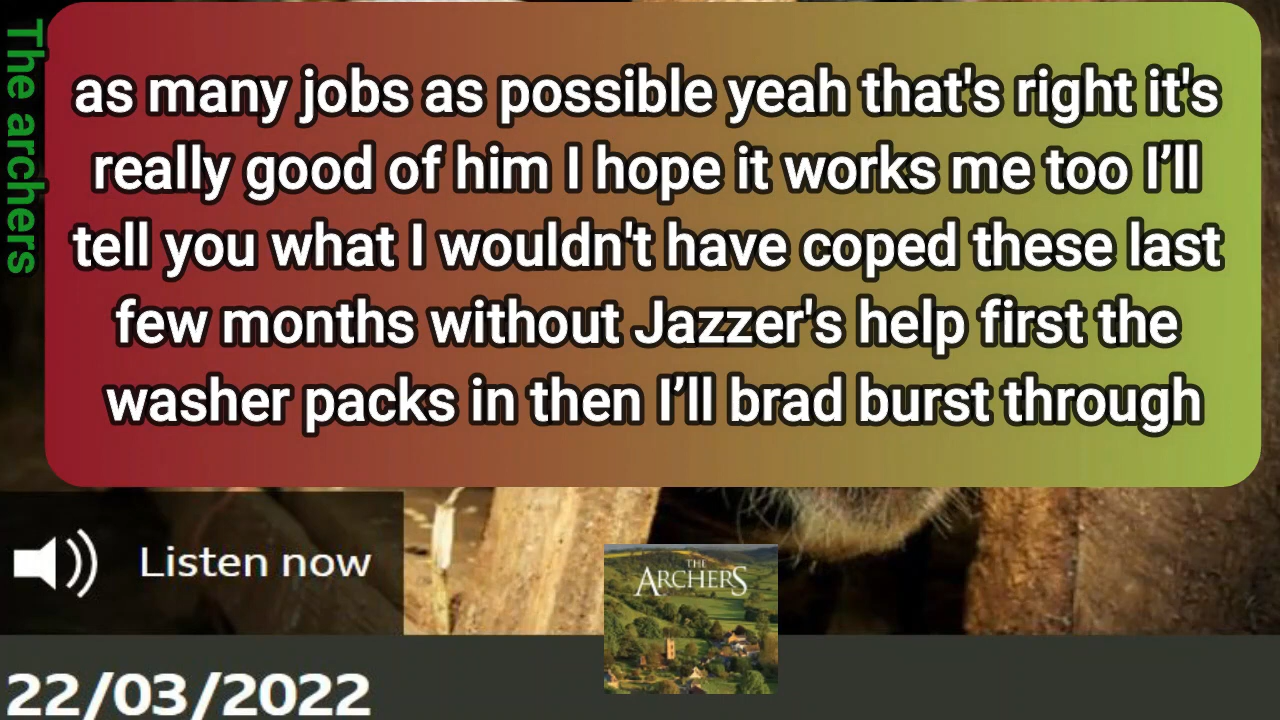 The archers
as many jobs as possible yeah that's right it's
really good of him I hope it works me too I’ll
tell you what I wouldn't have coped these last
few months without Jazzer's help first the
washer packs in then I’ll brad burst through
Listen now
THE
ARCHERS
22/03/2022